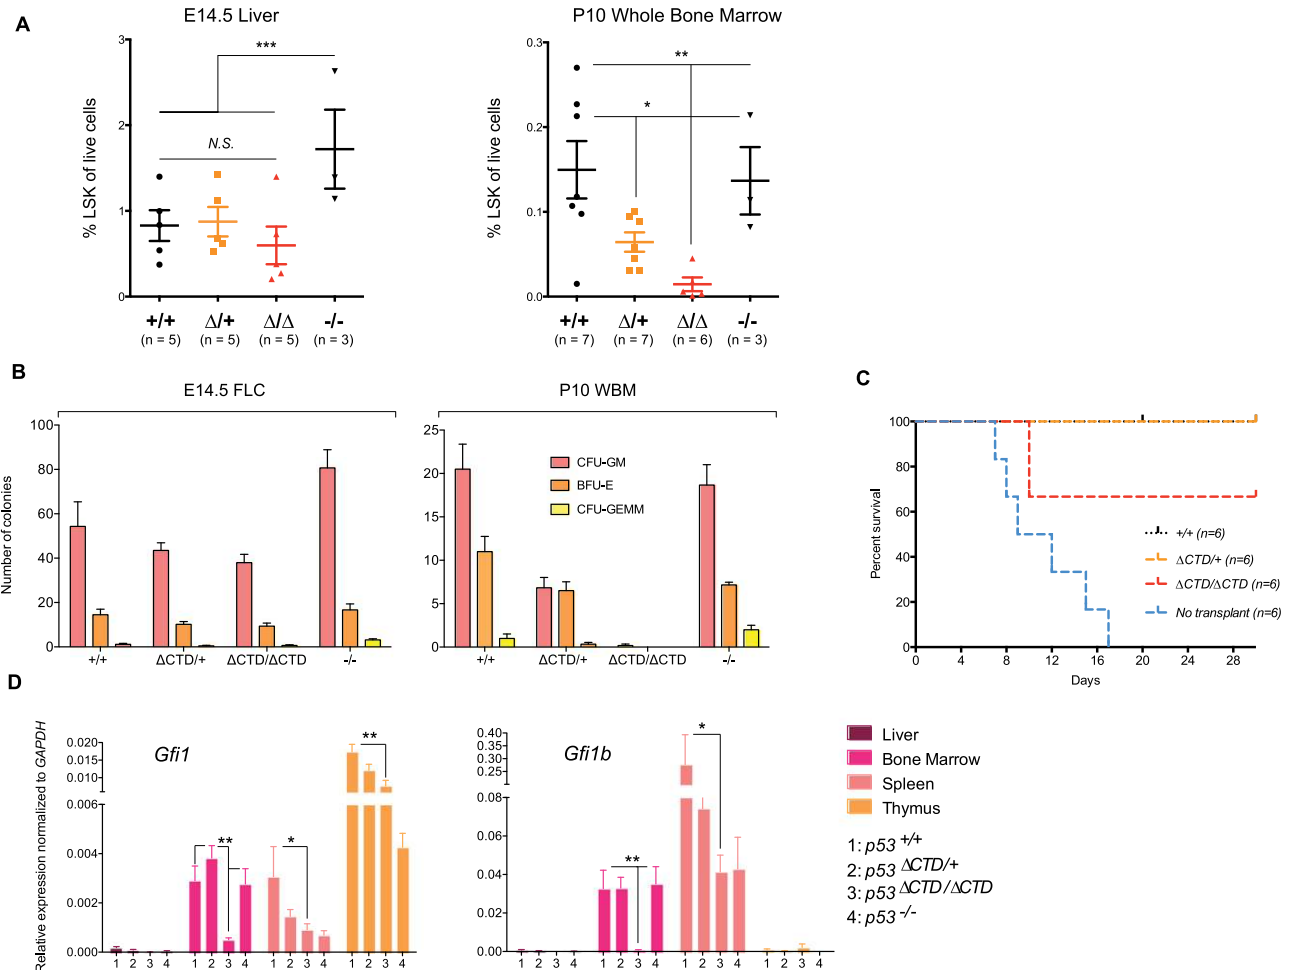 A
E14.5 Liver
P10 Whole Bone Marrow
% LSK of live cells
3
2
1
0
***
N.S.
+/+
Δ/+
Δ/Δ
-/-
(n = 5)
(n = 5)
(n = 5)
(n = 3)
% LSK of live cells
0.3
0.2
0.1
0.0
**
*
+/+
Δ/+
Δ/Δ
-/-
(n = 7)
(n = 7)
(n = 6)
(n = 3)
B
E14.5 FLC
P10 WBM
Number of colonies
100
80
60
40
20
0
+/+
ΔCTD/+
ΔCTD/ΔCTD
-/-
25
20
15
10
5
0
CFU-GM
BFU-E
CFU-GEMM
+/+
ΔCTD/+
ΔCTD/ΔCTD
-/-
C
Percent survival
100
80
60
40
20
0
+/+ (n=6)
ΔCTD/+ (n=6)
ΔCTD/ΔCTD (n=6)
No transplant (n=6)
0 4 8 12 16 20 24 28
Days
D
Relative expression normalized to GAPDH
Gfi1
0.020
0.015
0.010
0.006
0.004
0.002
0.000
**
*
**
1 2 3 4 1 2 3 4 1 2 3 4 1 2 3 4
Gfi1b
0.40
0.35
0.30
0.25
0.08
0.06
0.04
0.02
0.00
**
*
1 2 3 4 1 2 3 4 1 2 3 4 1 2 3 4
Liver
Bone Marrow
Spleen
Thymus
1: p53 +/+
2: p53 ΔCTD/+
3: p53 ΔCTD/ΔCTD
4: p53 -/-